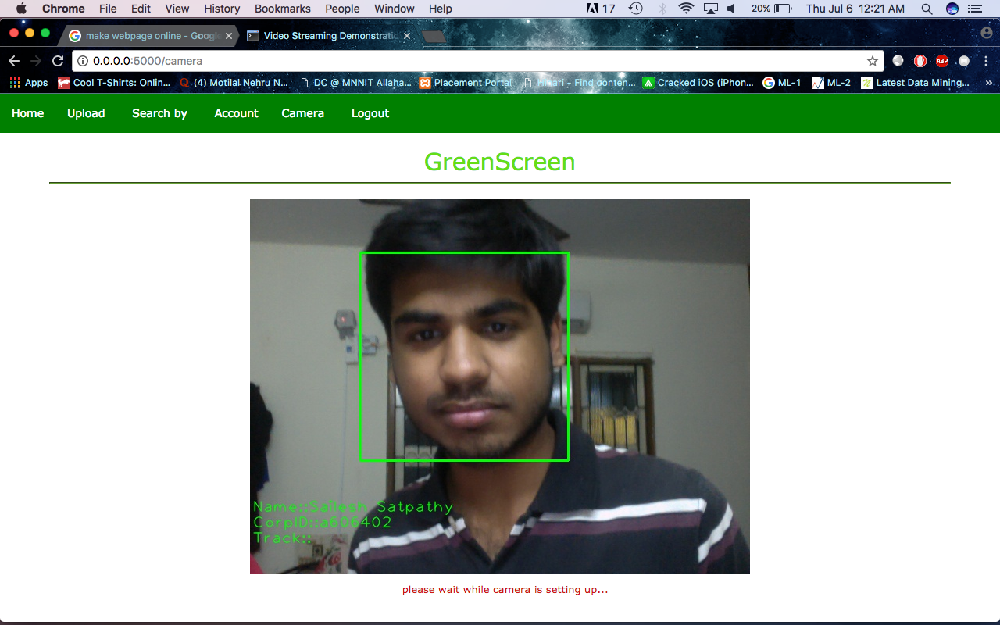 Chrome File Edit View History Bookmarks People Window Help 17 20% Thu Jul 6 12:21 AM
make webpage online - Googl Video Streaming Demonstratio
0.0.0.0:5000/camera
Apps Cool T-Shirts: Onlin... (4) Motilal Nehru N... DC @ MNNIT Allaha... Placement Portal - Find conten... Cracked iOS (iPhon... ML-1 ML-2 Latest Data Mining... »
Home Upload Search by Account Camera Logout
GreenScreen
Name::Sailesh Satpathy
CorpID::a606402
Track::
please wait while camera is setting up...